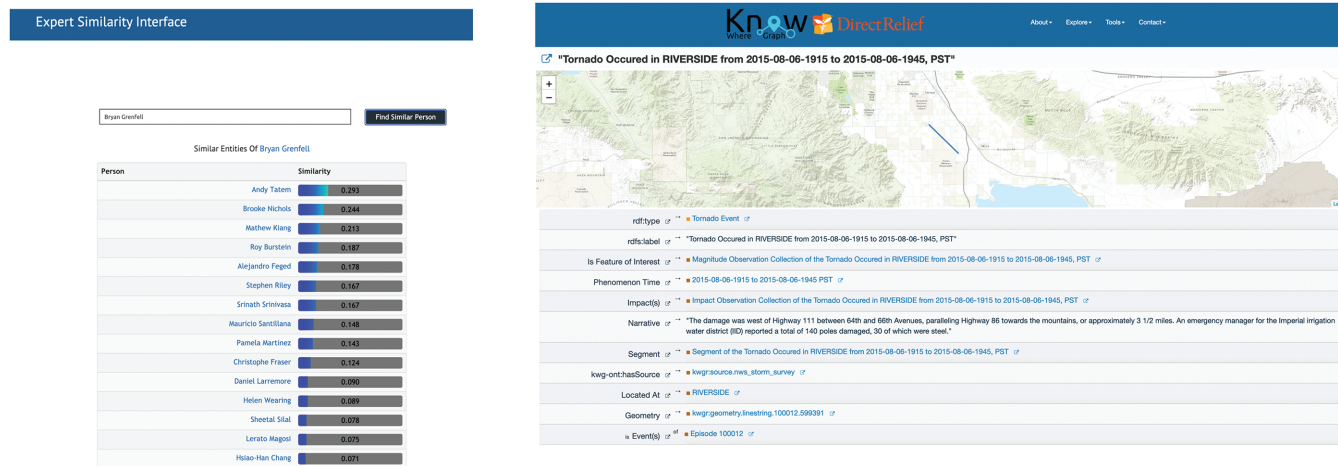 Expert Similarity Interface
Bryan Grenfell
Find Similar Person
Similar Entities Of Bryan Grenfell
Person Similarity
Andy Tatem 0.293
Brooke Nichols 0.244
Mathew Kiang 0.213
Roy Burstein 0.187
Alejandro Feged 0.178
Stephen Riley 0.167
Srinath Srinivasa 0.167
Mauricio Santillana 0.148
Pamela Martinez 0.143
Christophe Fraser 0.124
Daniel Larremore 0.090
Helen Wearing 0.089
Sheetal Silal 0.078
Lerato Magosi 0.075
Hsiao-Han Chang 0.071
KnowWhereGraph DirectRelief About Explore Tools Contact
"Tornado Occured in RIVERSIDE from 2015-08-06-1915 to 2015-08-06-1945, PST"
+
−
rdf:type → Tornado Event
rdfs:label → "Tornado Occured in RIVERSIDE from 2015-08-06-1915 to 2015-08-06-1945, PST"
Is Feature of Interest → Magnitude Observation Collection of the Tornado Occured in RIVERSIDE from 2015-08-06-1915 to 2015-08-06-1945, PST
Phenomenon Time → 2015-08-06-1915 to 2015-08-06-1945 PST
Impact(s) → Impact Observation Collection of the Tornado Occured in RIVERSIDE from 2015-08-06-1915 to 2015-08-06-1945, PST
Narrative → "The damage was west of Highway 111 between 64th and 66th Avenues, paralleling Highway 86 towards the mountains, or approximately 3 1/2 miles. An emergency manager for the Imperial irrigation
water district (IID) reported a total of 140 poles damaged, 30 of which were steel."
Segment → Segment of the Tornado Occured in RIVERSIDE from 2015-08-06-1915 to 2015-08-06-1945, PST
kwg-ont:hasSource → kwgr:source.nws_storm_survey
Located At → RIVERSIDE
Geometry → kwgr:geometry.linestring.100012.599391
is Event(s) of Episode 100012